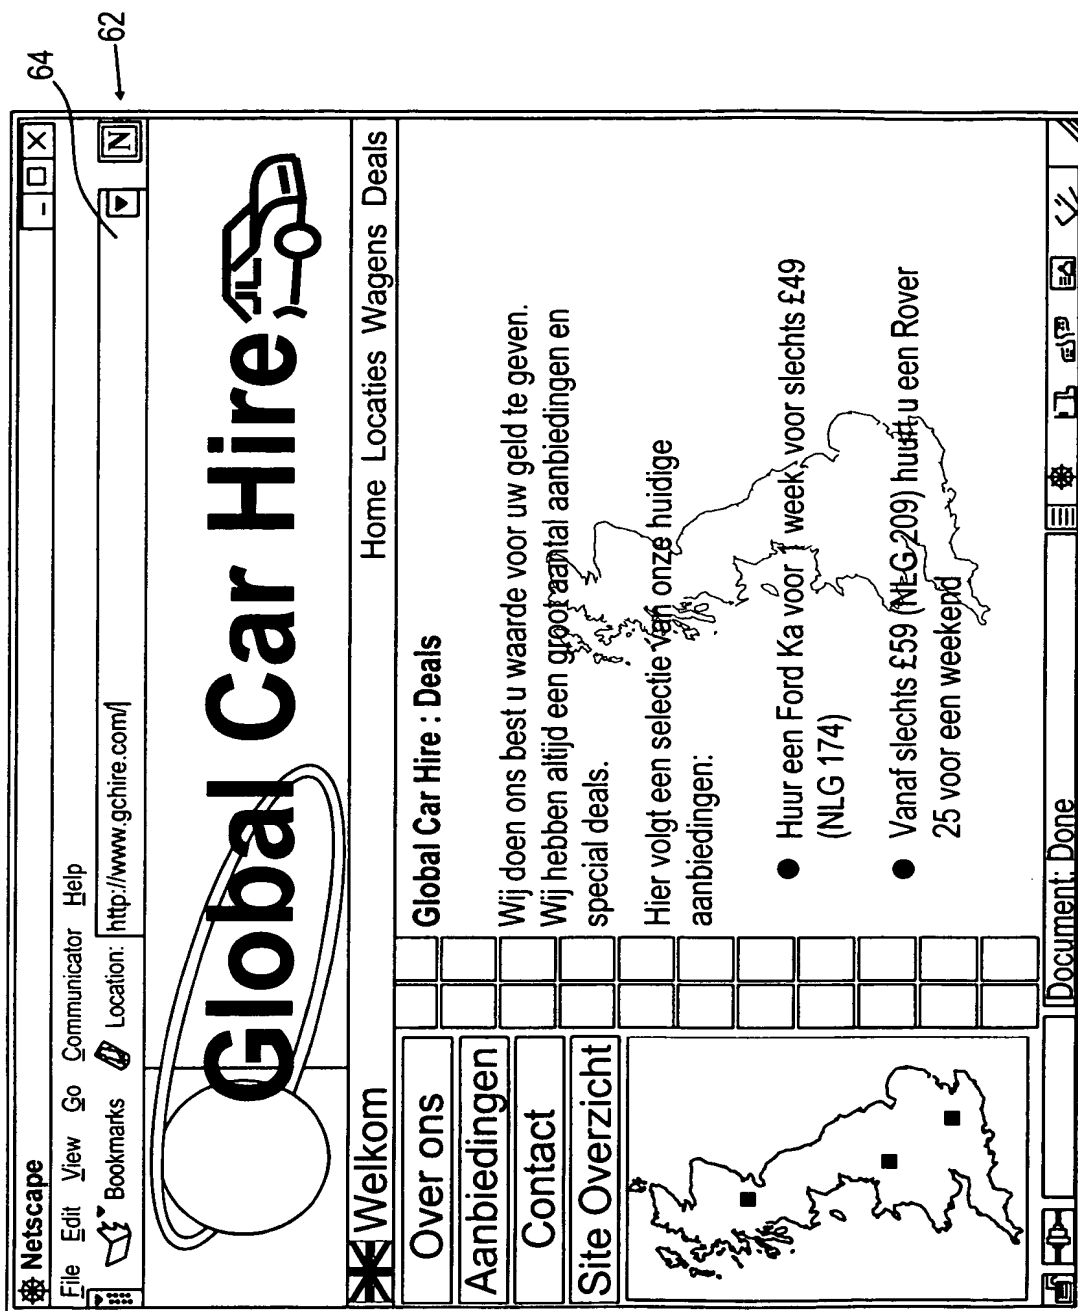 64
62
Netscape
File Edit View Go Communicator Help
Bookmarks Location: http://www.gchire.com/
N
Global Car Hire
Welkom
Home Locaties Wagens Deals
Over ons
Aanbiedingen
Contact
Site Overzicht
Global Car Hire : Deals
Wij doen ons best u waarde voor uw geld te geven.
Wij hebben altijd een groot aantal aanbiedingen en
special deals.
Hier volgt een selectie van onze huidige
aanbiedingen:
● Huur een Ford Ka voor 1 week voor slechts £49
(NLG 174)
● Vanaf slechts £59 (NLG 209) huurt u een Rover
25 voor een weekend
Document: Done